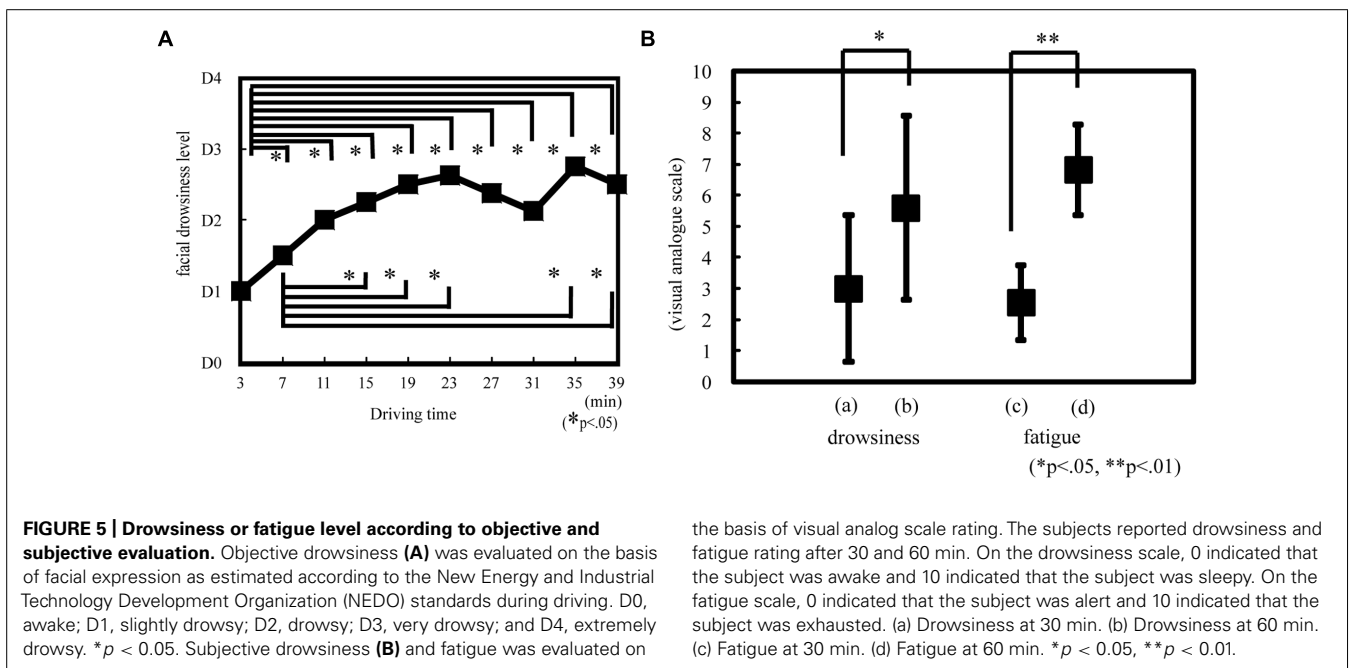 A
D4
D3
D2
D1
D0
facial drowsiness level
* * * * * * * * *
* * * * *
3 7 11 15 19 23 27 31 35 39
Driving time
(min)
(*p<.05)
B
* **
10
9
8
7
6
5
4
3
2
1
0
(visual analogue scale)
(a) (b) (c) (d)
drowsiness fatigue
(*p<.05, **p<.01)
FIGURE 5 | Drowsiness or fatigue level according to objective and
subjective evaluation. Objective drowsiness (A) was evaluated on the basis
of facial expression as estimated according to the New Energy and Industrial
Technology Development Organization (NEDO) standards during driving. D0,
awake; D1, slightly drowsy; D2, drowsy; D3, very drowsy; and D4, extremely
drowsy. *p < 0.05. Subjective drowsiness (B) and fatigue was evaluated on
the basis of visual analog scale rating. The subjects reported drowsiness and
fatigue rating after 30 and 60 min. On the drowsiness scale, 0 indicated that
the subject was awake and 10 indicated that the subject was sleepy. On the
fatigue scale, 0 indicated that the subject was alert and 10 indicated that the
subject was exhausted. (a) Drowsiness at 30 min. (b) Drowsiness at 60 min.
(c) Fatigue at 30 min. (d) Fatigue at 60 min. *p < 0.05, **p < 0.01.